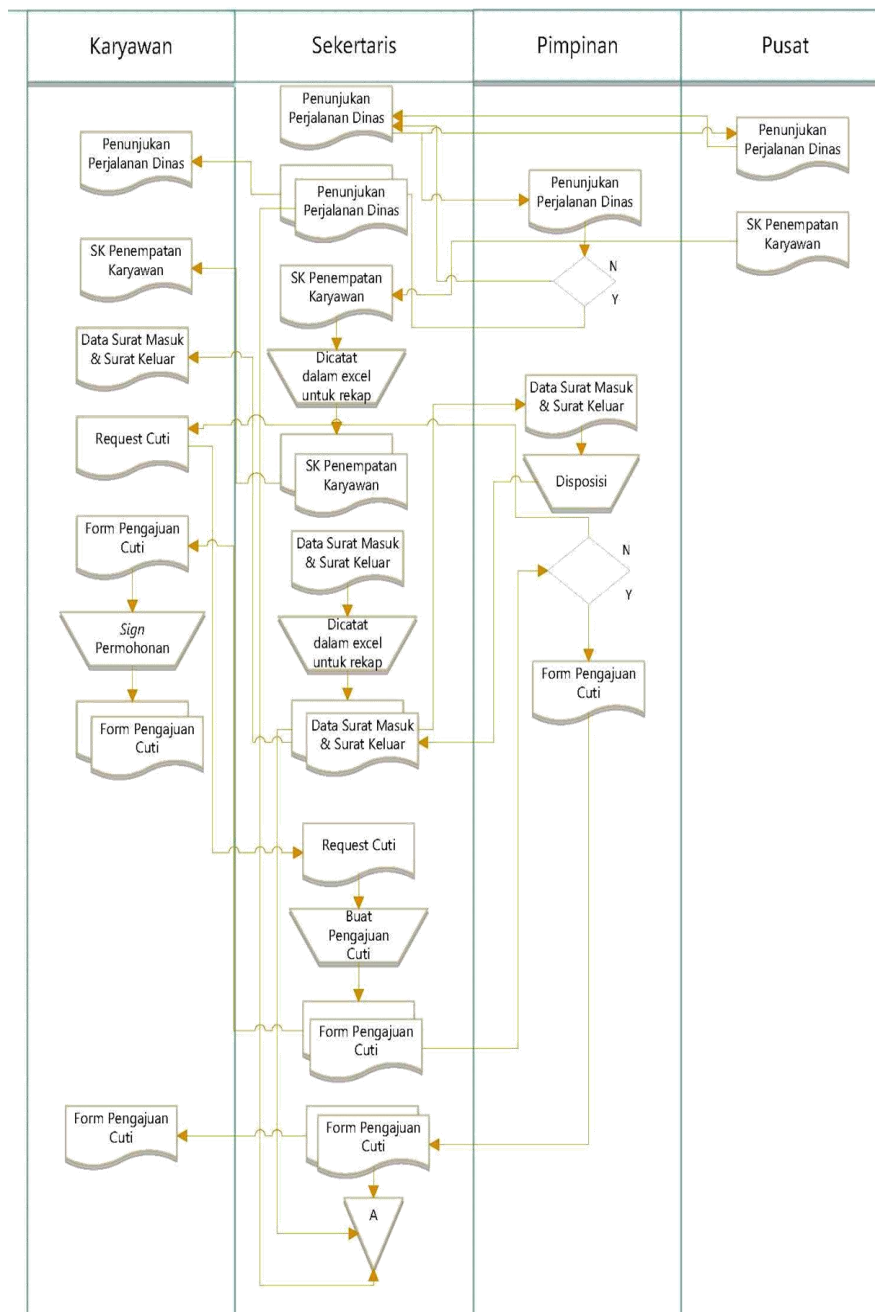 Karyawan
Sekertaris
Pimpinan
Pusat
Penunjukan
Perjalanan Dinas
Penunjukan
Perjalanan Dinas
Penunjukan
Perjalanan Dinas
Penunjukan
Perjalanan Dinas
Penunjukan
Perjalanan Dinas
SK Penempatan
Karyawan
SK Penempatan
Karyawan
SK Penempatan
Karyawan
N
Y
Data Surat Masuk
& Surat Keluar
Dicatat
dalam excel
untuk rekap
Data Surat Masuk
& Surat Keluar
Request Cuti
SK Penempatan
Karyawan
Disposisi
Form Pengajuan
Cuti
Data Surat Masuk
& Surat Keluar
N
Y
Sign
Permohonan
Dicatat
dalam excel
untuk rekap
Form Pengajuan
Cuti
Form Pengajuan
Cuti
Data Surat Masuk
& Surat Keluar
Request Cuti
Buat
Pengajuan
Cuti
Form Pengajuan
Cuti
Form Pengajuan
Cuti
Form Pengajuan
Cuti
A